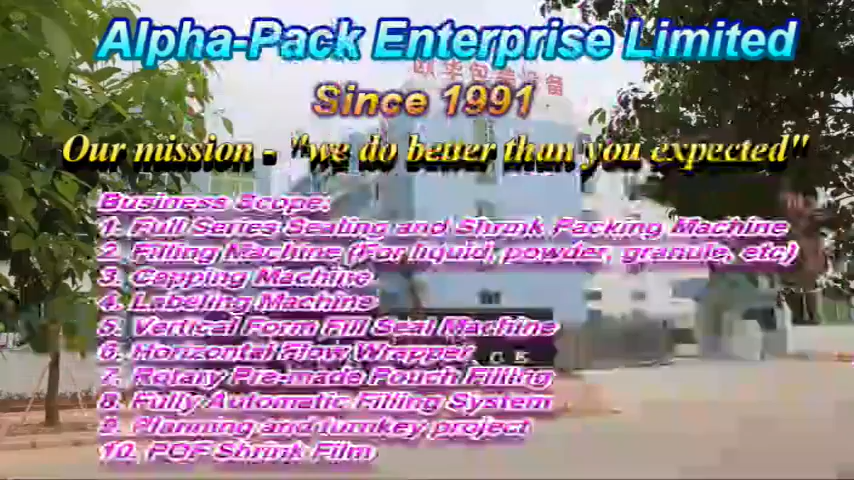 Alpha-Pack Enterprise Limited
Since 1991
Our mission - "we do better than you expected"
Business Scope:
1. Full Series Sealing and Shrink Packing Machine
2. Filling Machine (For liquid, powder, granule, etc)
3. Capping Machine
4. Labeling Machine
5. Vertical Form Fill Seal Machine
6. Horizontal Flow Wrapper
7. Rotary Pre-made Pouch Filling
8. Fully Automatic Filling System
9. Planning and turnkey project
10. POF Shrink Film